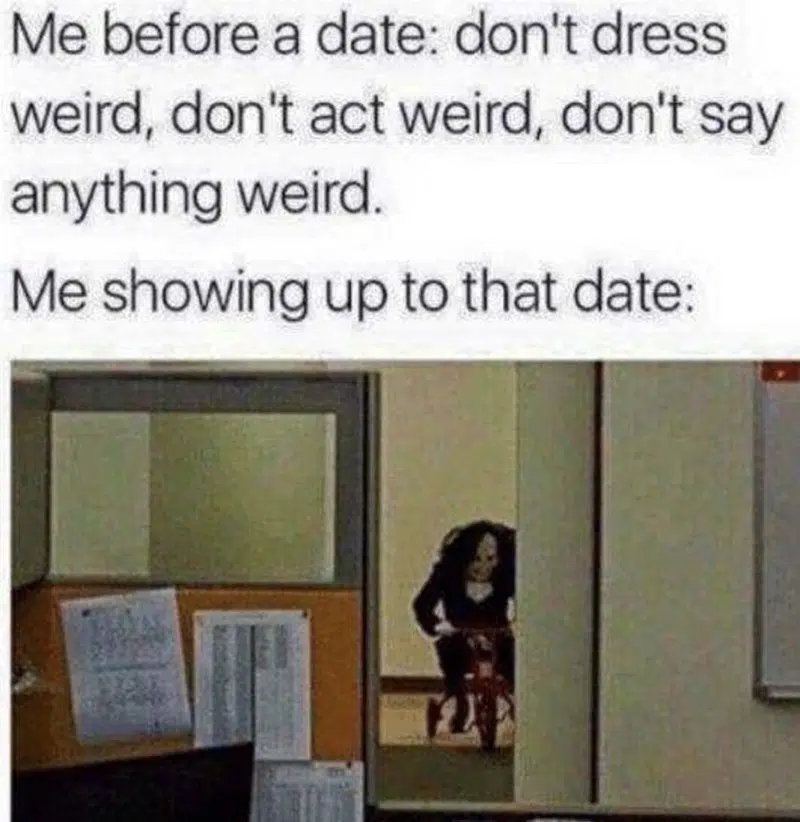 Me before a date: don't dress
weird, don't act weird, don't say
anything weird.
Me showing up to that date: